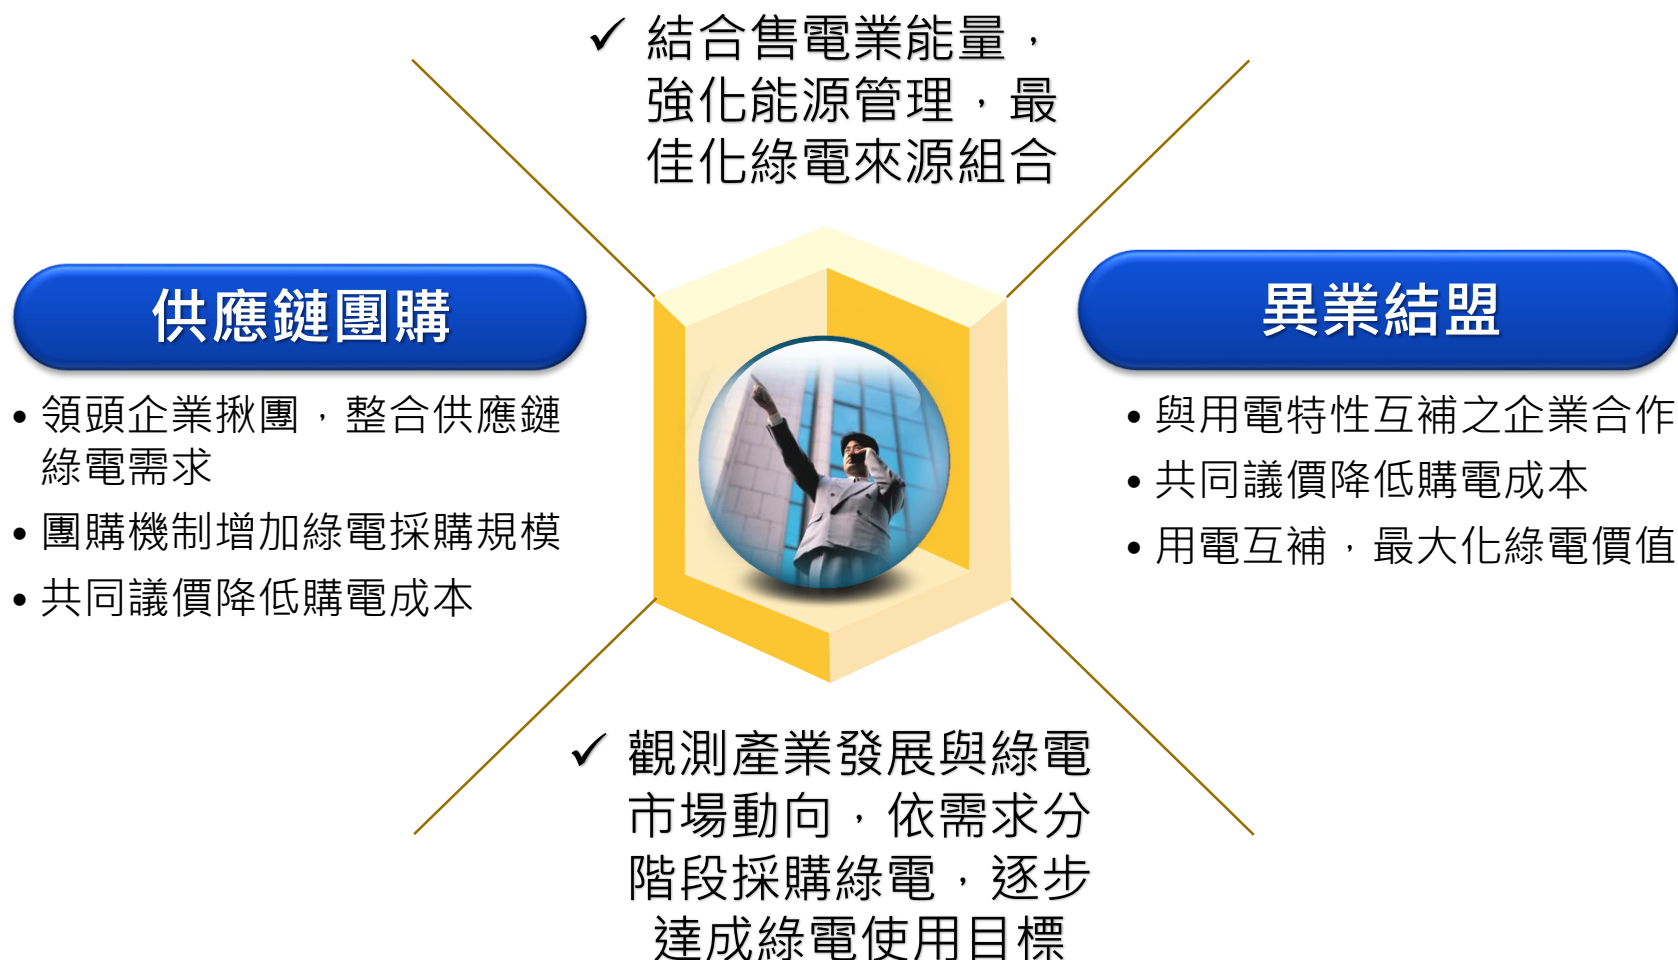 ✓ 結合售電業能量，
強化能源管理，最
佳化綠電來源組合
供應鏈團購
• 領頭企業揪團，整合供應鏈
綠電需求
• 團購機制增加綠電採購規模
• 共同議價降低購電成本
異業結盟
• 與用電特性互補之企業合作
• 共同議價降低購電成本
• 用電互補，最大化綠電價值
✓ 觀測產業發展與綠電
市場動向，依需求分
階段採購綠電，逐步
達成綠電使用目標